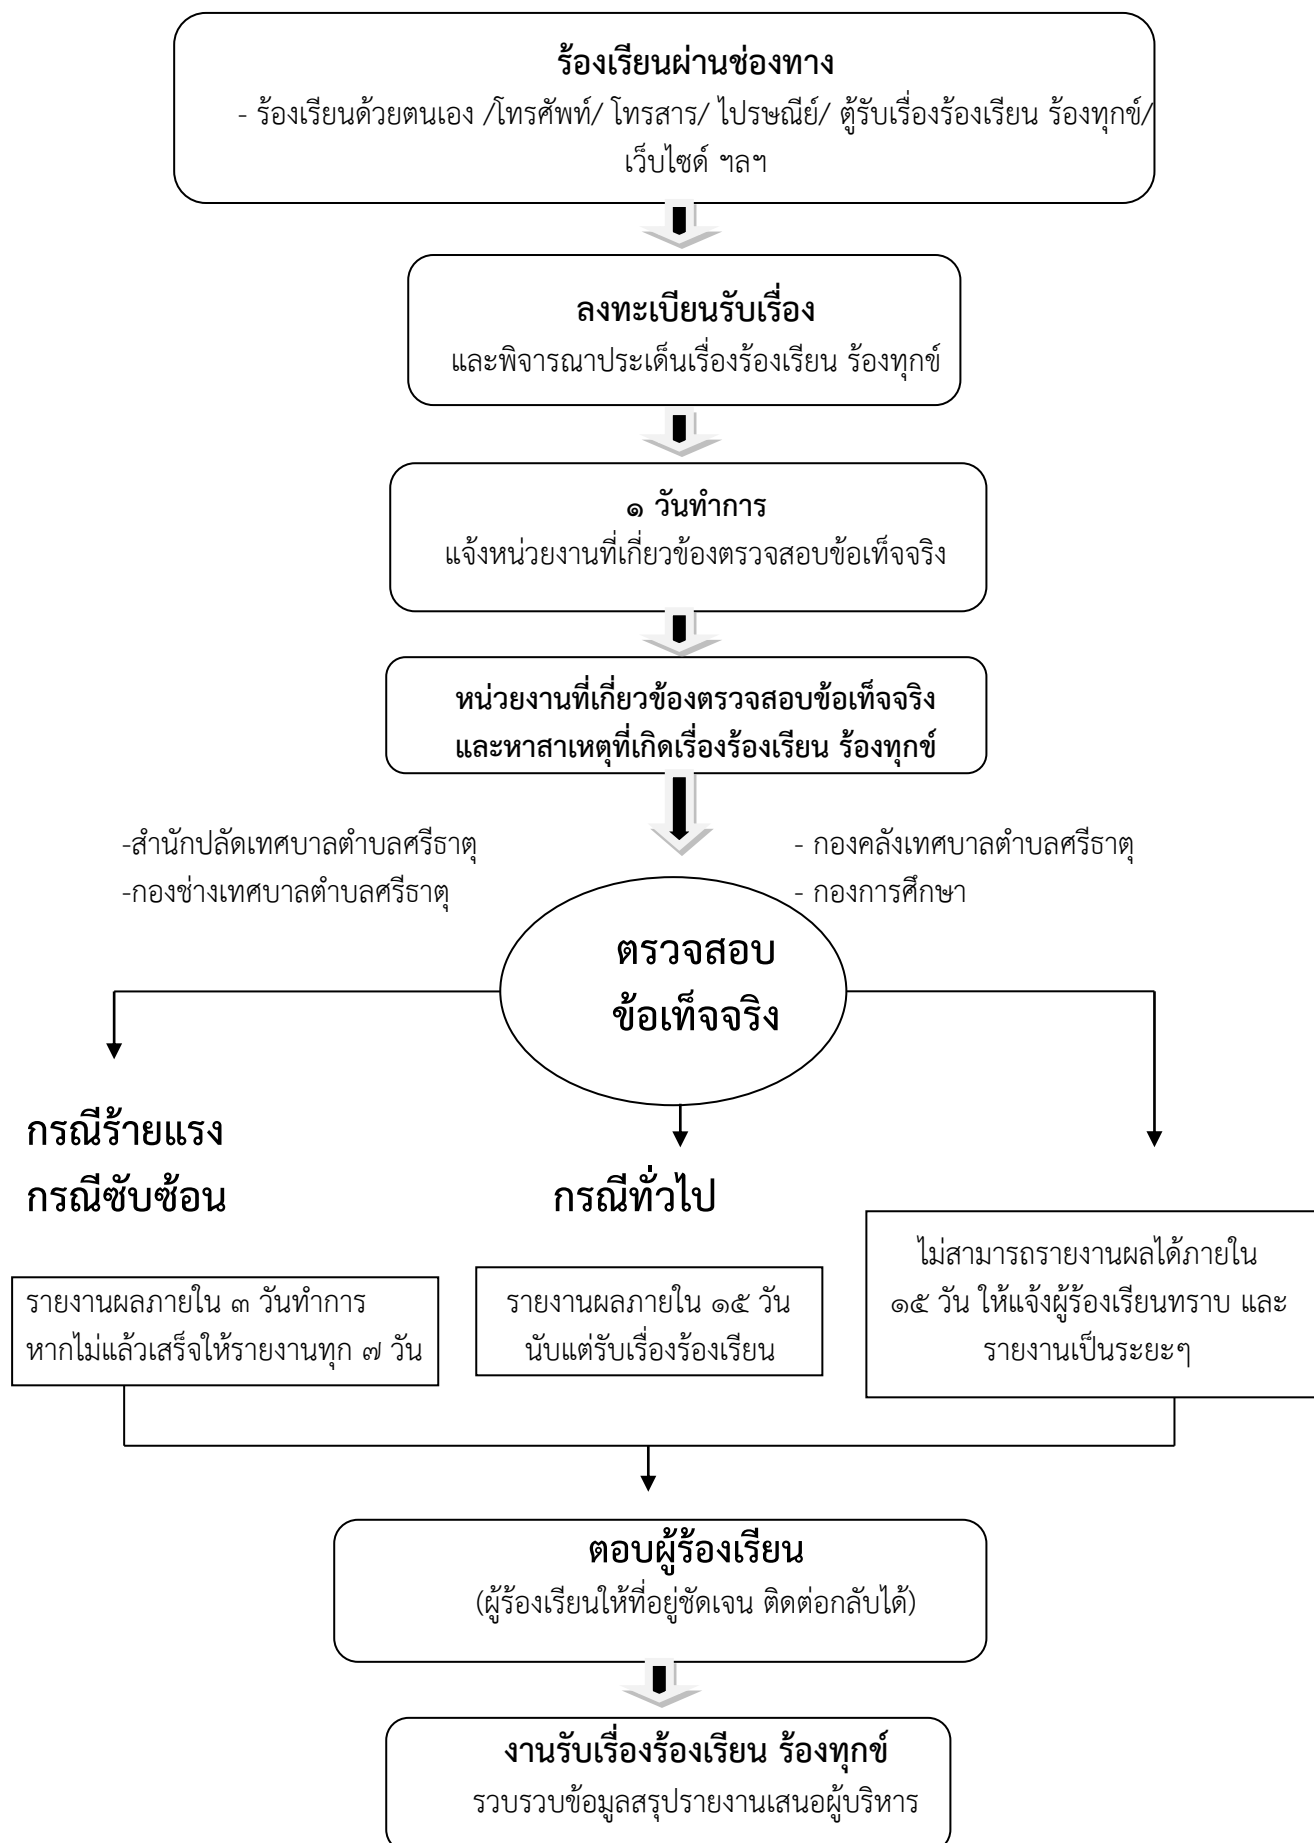 ร้องเรียนผ่านช่องทาง
- ร้องเรียนด้วยตนเอง /โทรศัพท์/ โทรสาร/ ไปรษณีย์/ ตู้รับเรื่องร้องเรียน ร้องทุกข์/
เว็บไซด์ ฯลฯ
ลงทะเบียนรับเรื่อง
และพิจารณาประเด็นเรื่องร้องเรียน ร้องทุกข์
๑ วันทำการ
แจ้งหน่วยงานที่เกี่ยวข้องตรวจสอบข้อเท็จจริง
หน่วยงานที่เกี่ยวข้องตรวจสอบข้อเท็จจริง
และหาสาเหตุที่เกิดเรื่องร้องเรียน ร้องทุกข์
-สำนักปลัดเทศบาลตำบลศรีธาตุ
-กองช่างเทศบาลตำบลศรีธาตุ
- กองคลังเทศบาลตำบลศรีธาตุ
- กองการศึกษา
ตรวจสอบ
ข้อเท็จจริง
กรณีร้ายแรง
กรณีซับซ้อน
กรณีทั่วไป
รายงานผลภายใน ๓ วันทำการ
หากไม่แล้วเสร็จให้รายงานทุก ๗ วัน
รายงานผลภายใน ๑๕ วัน
นับแต่รับเรื่องร้องเรียน
ไม่สามารถรายงานผลได้ภายใน
๑๕ วัน ให้แจ้งผู้ร้องเรียนทราบ และ
รายงานเป็นระยะๆ
ตอบผู้ร้องเรียน
(ผู้ร้องเรียนให้ที่อยู่ชัดเจน ติดต่อกลับได้)
งานรับเรื่องร้องเรียน ร้องทุกข์
รวบรวบข้อมูลสรุปรายงานเสนอผู้บริหาร